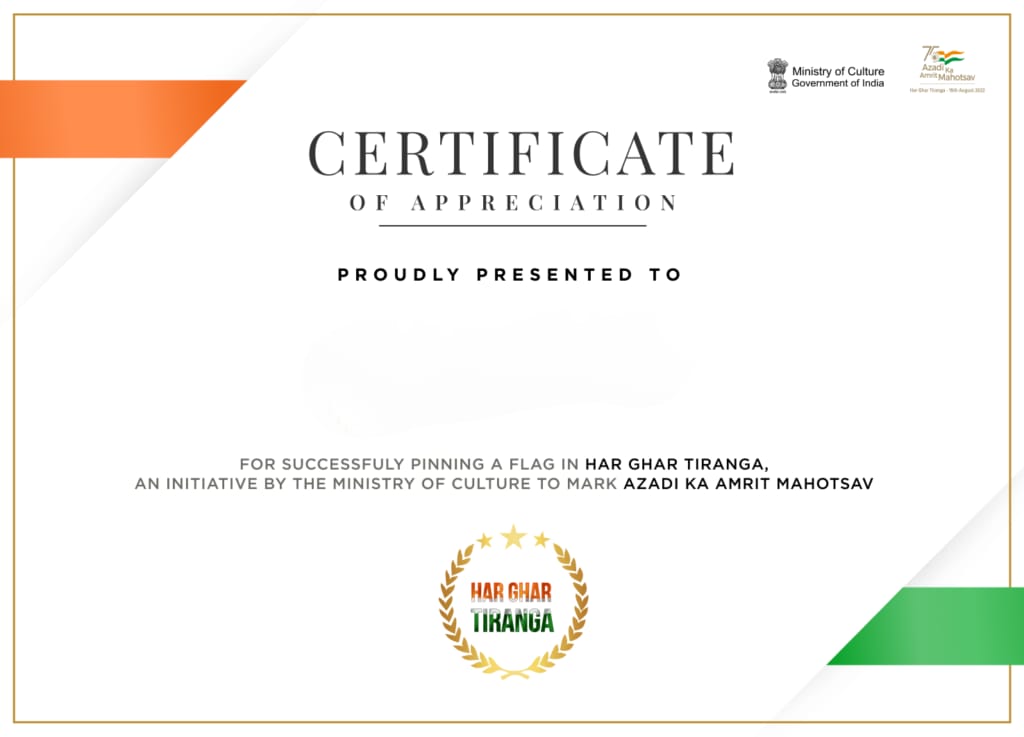 Ministry of Culture
Government of India
75
Azadi
Ka
Amrit Mahotsav
Har Ghar Tiranga - 15th August 2022
CERTIFICATE
OF APPRECIATION
PROUDLY PRESENTED TO
FOR SUCCESSFULY PINNING A FLAG IN HAR GHAR TIRANGA,
AN INITIATIVE BY THE MINISTRY OF CULTURE TO MARK AZADI KA AMRIT MAHOTSAV
HAR GHAR
TIRANGA